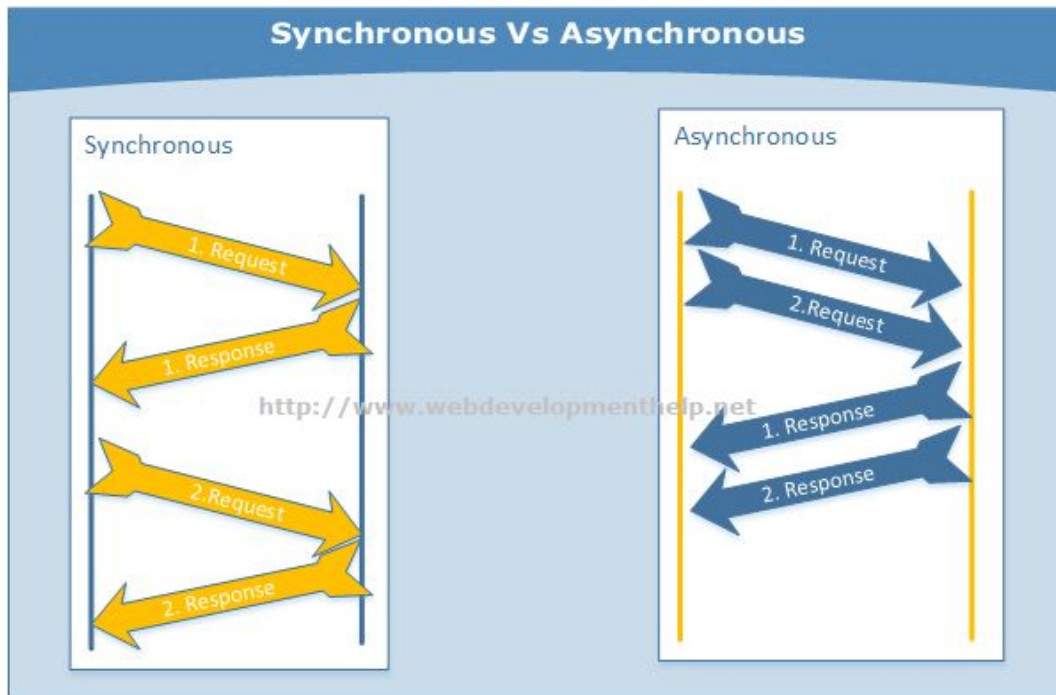 Synchronous Vs Asynchronous
Synchronous
1. Request
1. Response
2.Request
2. Response
Asynchronous
1. Request
2.Request
1. Response
2. Response
http://www.webdevelopmenthelp.net